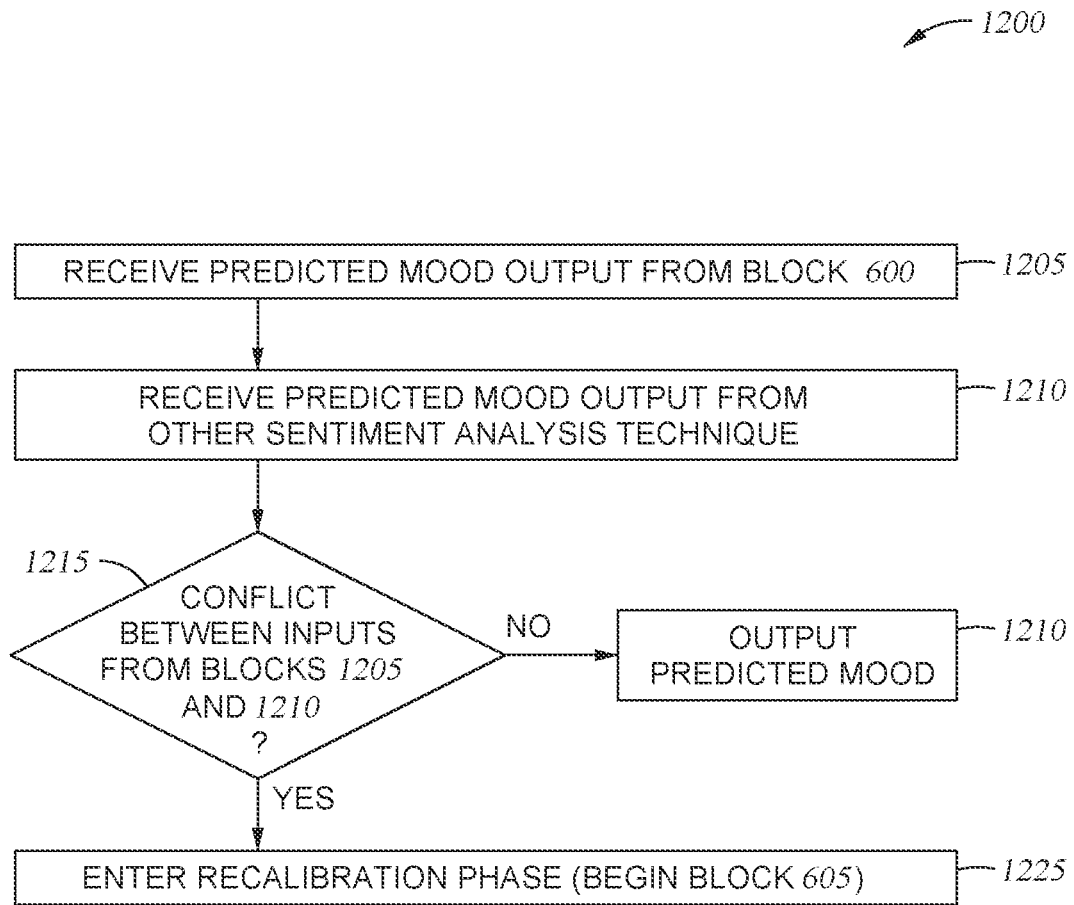 1200
RECEIVE PREDICTED MOOD OUTPUT FROM BLOCK 600
1205
RECEIVE PREDICTED MOOD OUTPUT FROM
OTHER SENTIMENT ANALYSIS TECHNIQUE
1210
1215
CONFLICT
BETWEEN INPUTS
FROM BLOCKS 1205
AND 1210
?
NO
OUTPUT
PREDICTED MOOD
1210
YES
ENTER RECALIBRATION PHASE (BEGIN BLOCK 605)
1225